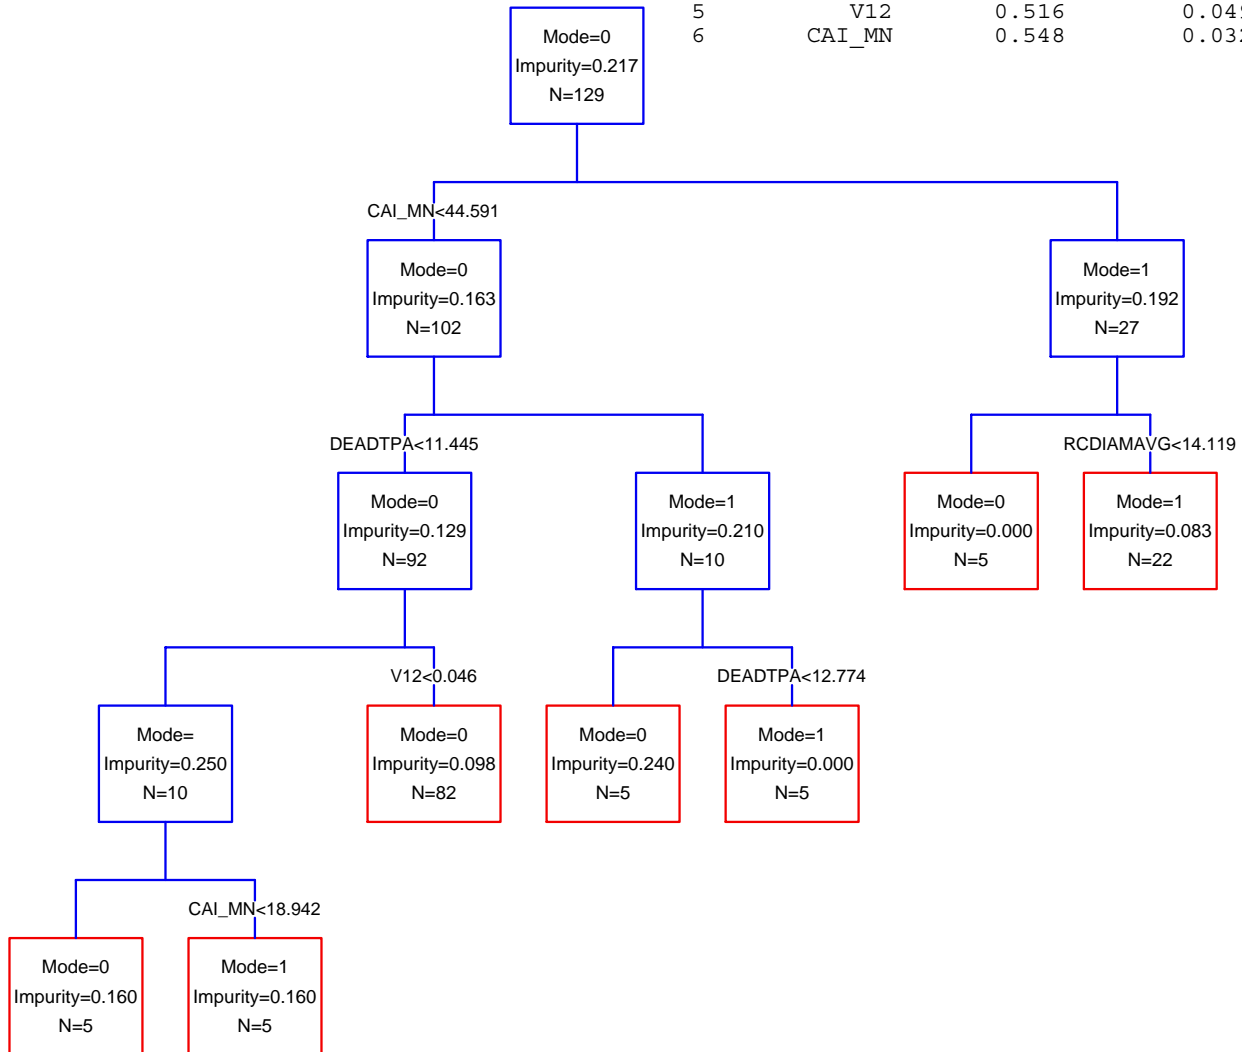 5 V12 0.516
6 CAI_MN 0.548
Mode=0
Impurity=0.217
N=129
CAI_MN<44.591
Mode=0
Impurity=0.163
N=102
Mode=1
Impurity=0.192
N=27
DEADTPA<11.445
RCDIAMAVG<14.119
Mode=0
Impurity=0.129
N=92
Mode=1
Impurity=0.210
N=10
Mode=0
Impurity=0.000
N=5
Mode=1
Impurity=0.083
N=22
V12<0.046
DEADTPA<12.774
Mode=
Impurity=0.250
N=10
Mode=0
Impurity=0.098
N=82
Mode=0
Impurity=0.240
N=5
Mode=1
Impurity=0.000
N=5
CAI_MN<18.942
Mode=0
Impurity=0.160
N=5
Mode=1
Impurity=0.160
N=5